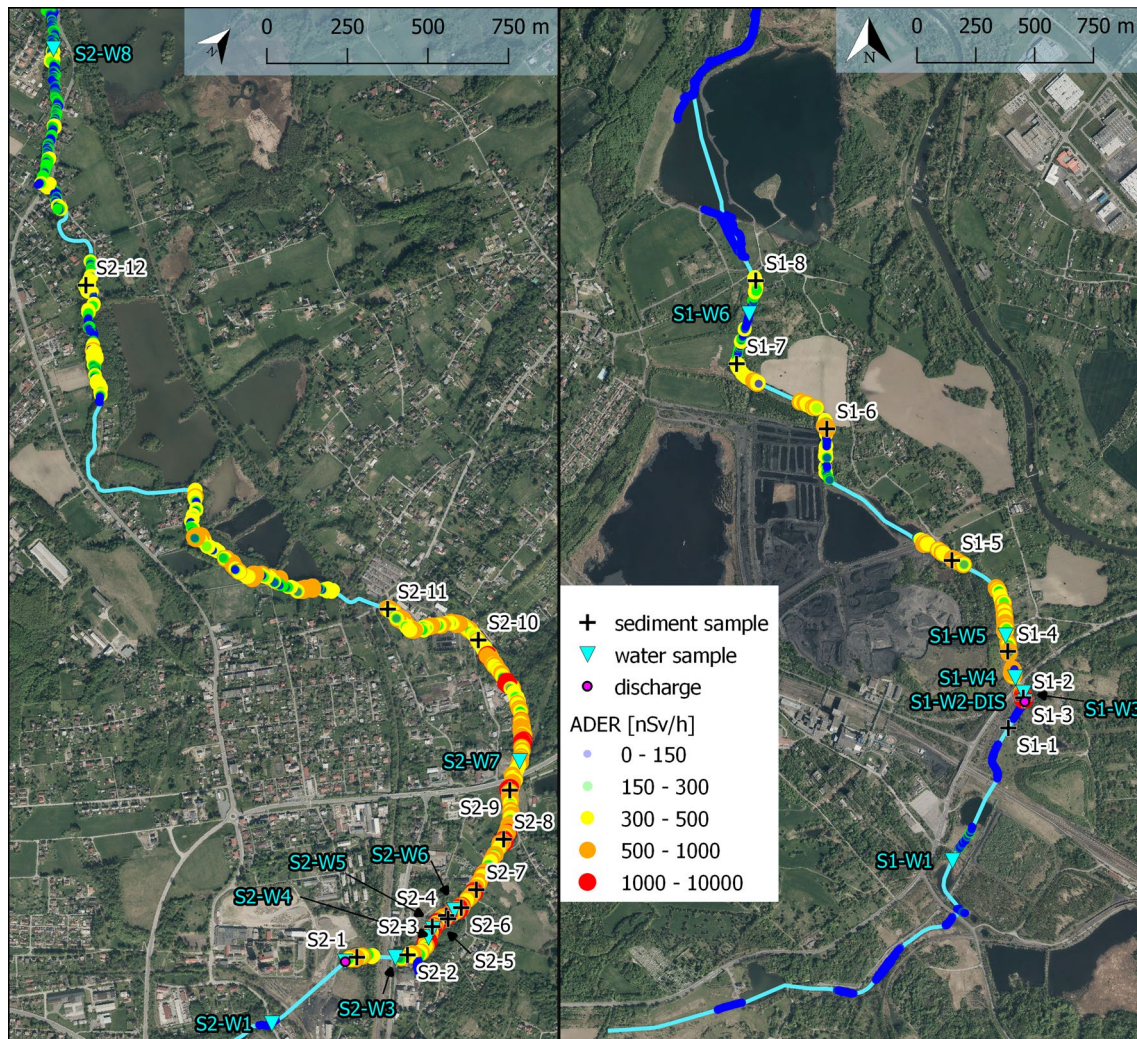 N
0 250 500 750 m
S2-W8
S2-12
S2-11
S2-10
S2-W7
S2-9
S2-8
S2-W6
S2-W5
S2-7
S2-4
S2-W4
S2-3
S2-6
S2-1
S2-5
S2-2
S2-W3
S2-W1
N
0 250 500 750 m
S1-8
S1-W6
S1-7
S1-6
S1-5
S1-W5
S1-4
S1-W4
S1-2
S1-W2-DIS
S1-W3
S1-3
S1-1
S1-W1
sediment sample
water sample
discharge
ADER [nSv/h]
0 - 150
150 - 300
300 - 500
500 - 1000
1000 - 10000